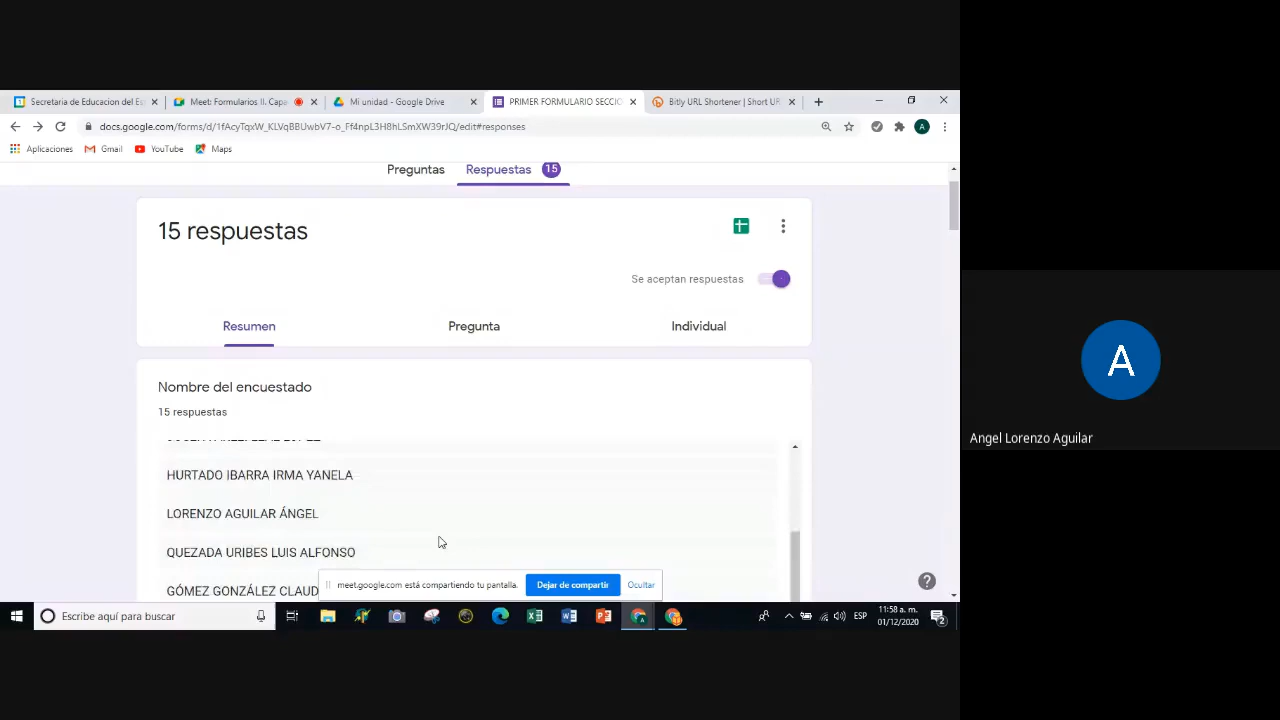 Secretaria de Educacion del Es
Meet: Formularios II. Capa
Mi unidad - Google Drive
PRIMER FORMULARIO SECCIO
Bitly URL Shortener | Short UR
docs.google.com/forms/d/1fAcyTqxW_KLVqBBUwbV7-o_Ff4npL3H8hLSmXW39rJQ/edit#responses
Aplicaciones Gmail YouTube Maps
Preguntas Respuestas 15
15 respuestas
Se aceptan respuestas
Resumen Pregunta Individual
Nombre del encuestado
15 respuestas
HURTADO IBARRA IRMA YANELA
LORENZO AGUILAR ÁNGEL
QUEZADA URIBES LUIS ALFONSO
GÓMEZ GONZÁLEZ CLAUD
meet.google.com está compartiendo tu pantalla. Dejar de compartir Ocultar
Escribe aquí para buscar
ESP
11:58 a. m.
01/12/2020
2
A
Angel Lorenzo Aguilar